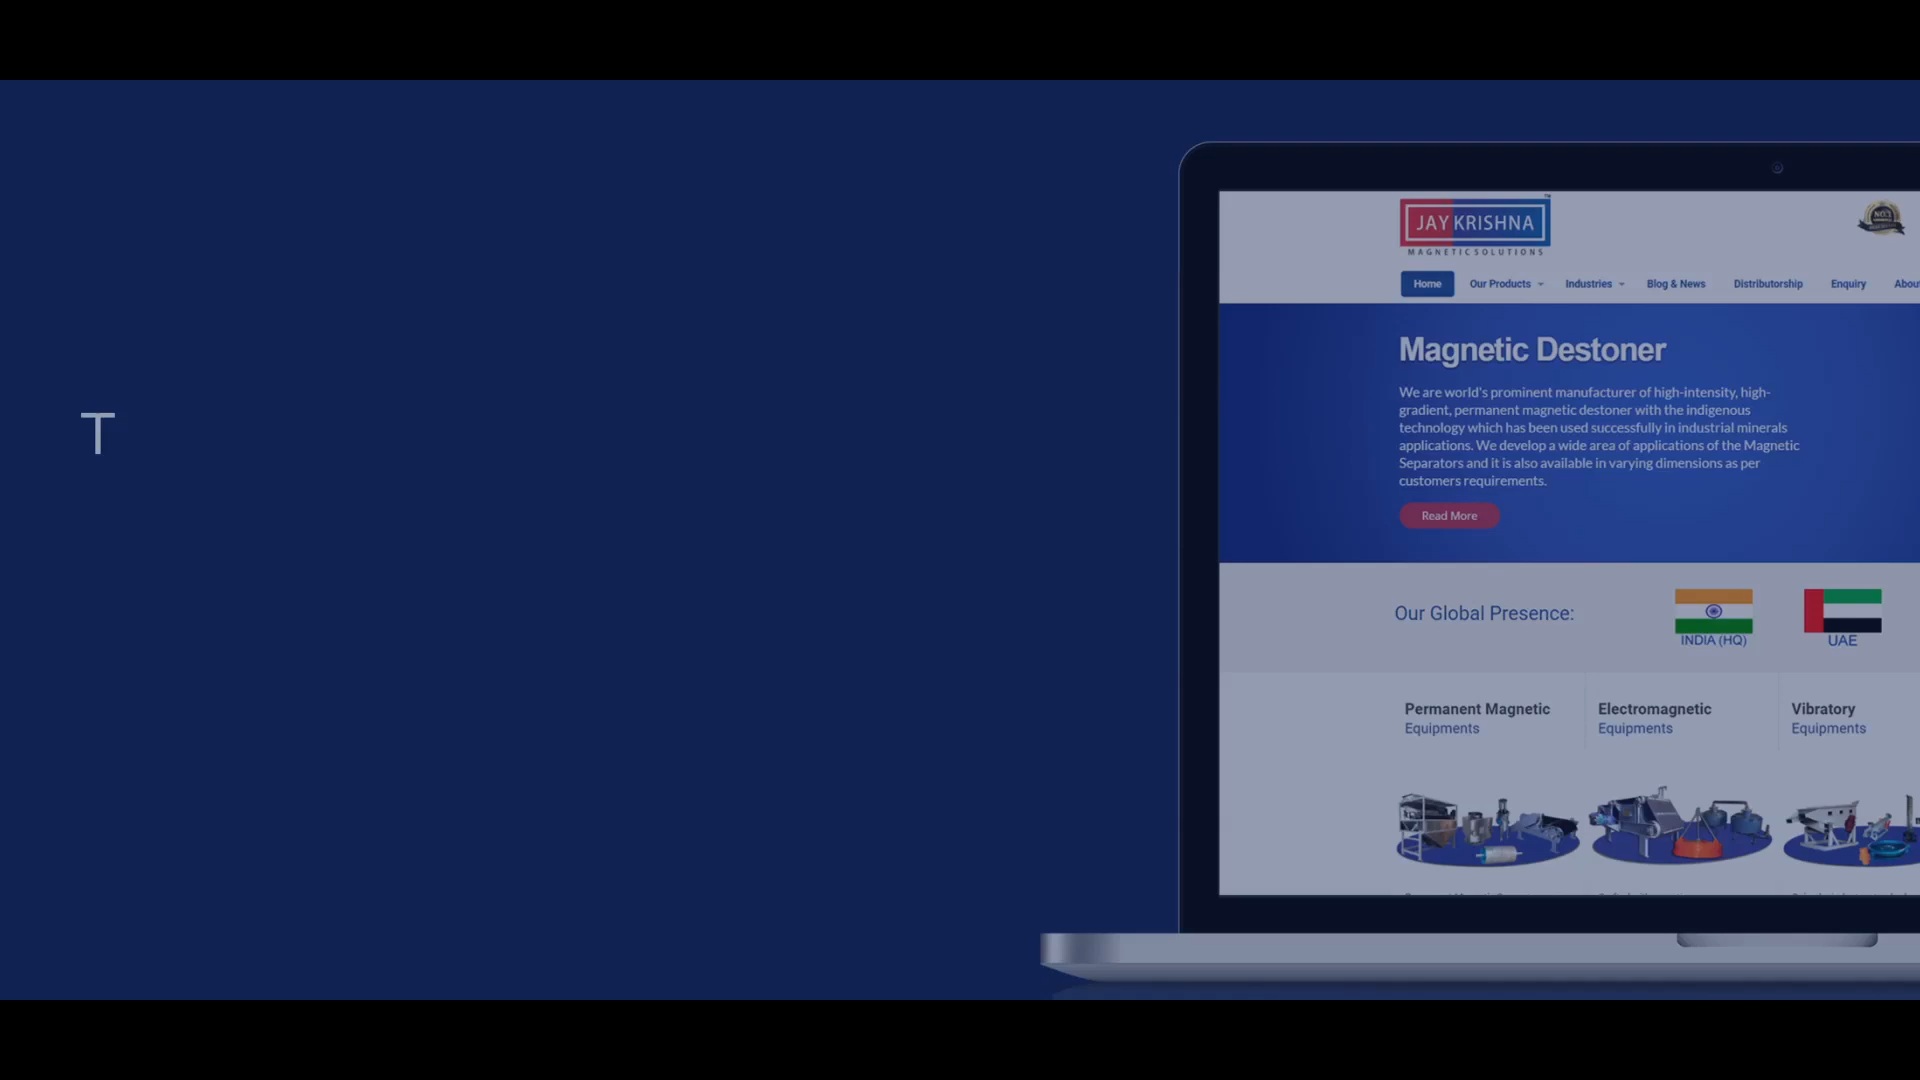 T
JAY KRISHNA
™
MAGNETIC SOLUTIONS
NO.1
Home Our Products Industries Blog & News Distributorship Enquiry
Magnetic Destoner
We are world's prominent manufacturer of high-intensity, high-
gradient, permanent magnetic destoner with the indigenous
technology which has been used successfully in industrial minerals
applications. We develop a wide area of applications of the Magnetic
Separators and it is also available in varying dimensions as per
customers requirements.
Read More
Our Global Presence:
INDIA (HQ)
UAE
Permanent Magnetic
Equipments
Electromagnetic
Equipments
Vibratory
Equipments